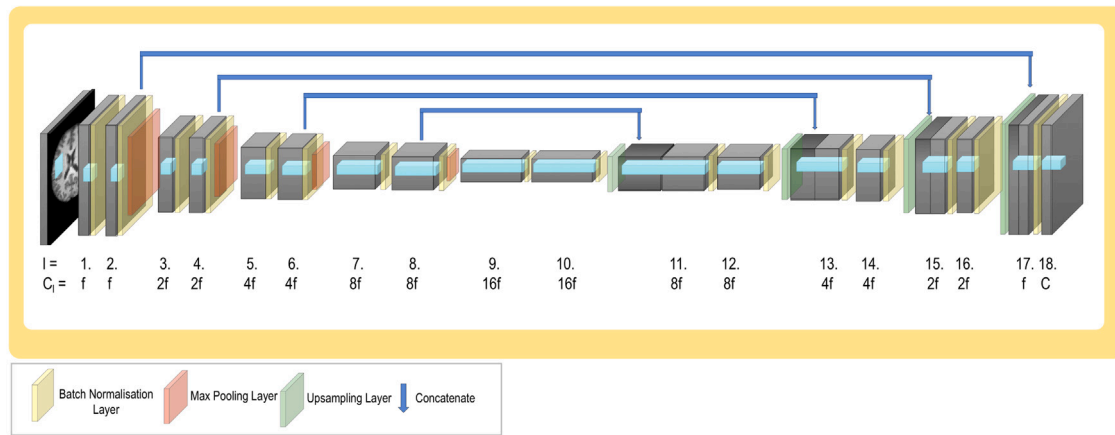 I = 1. 2. 3. 4. 5. 6. 7. 8. 9. 10. 11. 12. 13. 14. 15. 16. 17. 18.
C_l = f f 2f 2f 4f 4f 8f 8f 16f 16f 8f 8f 4f 4f 2f 2f f C
Batch Normalisation
Layer
Max Pooling Layer
Upsampling Layer
Concatenate